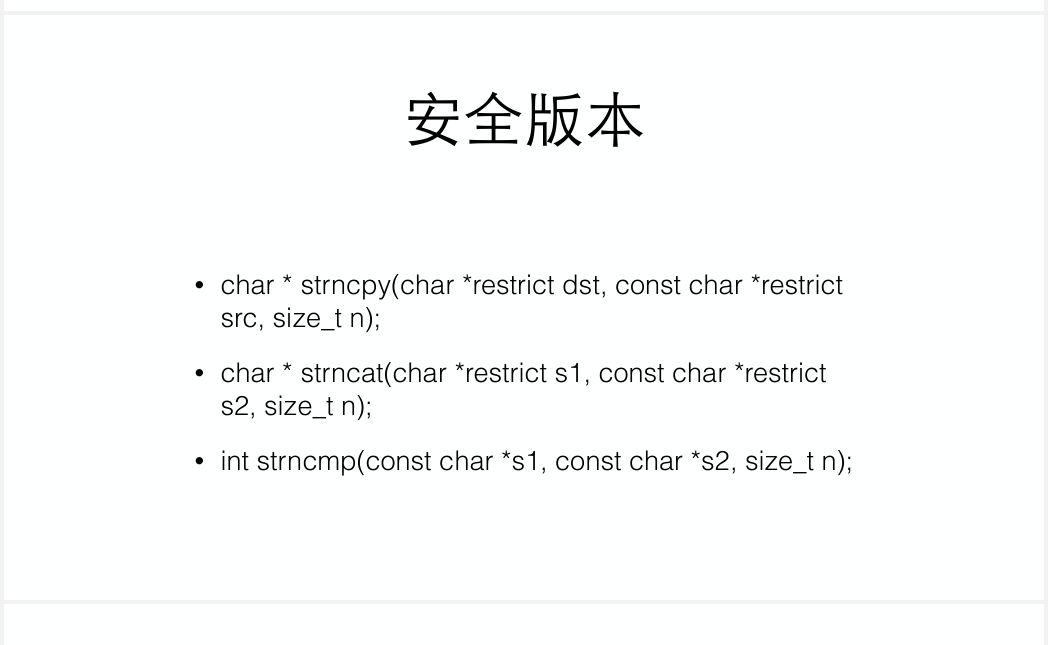 安全版本
• char * strncpy(char *restrict dst, const char *restrict
src, size_t n);
• char * strncat(char *restrict s1, const char *restrict
s2, size_t n);
• int strncmp(const char *s1, const char *s2, size_t n);